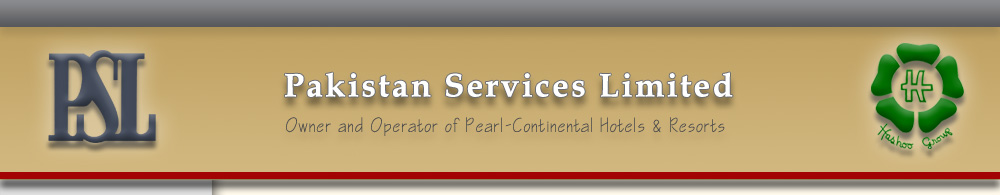 PSL
Pakistan Services Limited
Owner and Operator of Pearl-Continental Hotels & Resorts
H
Hashoo Group